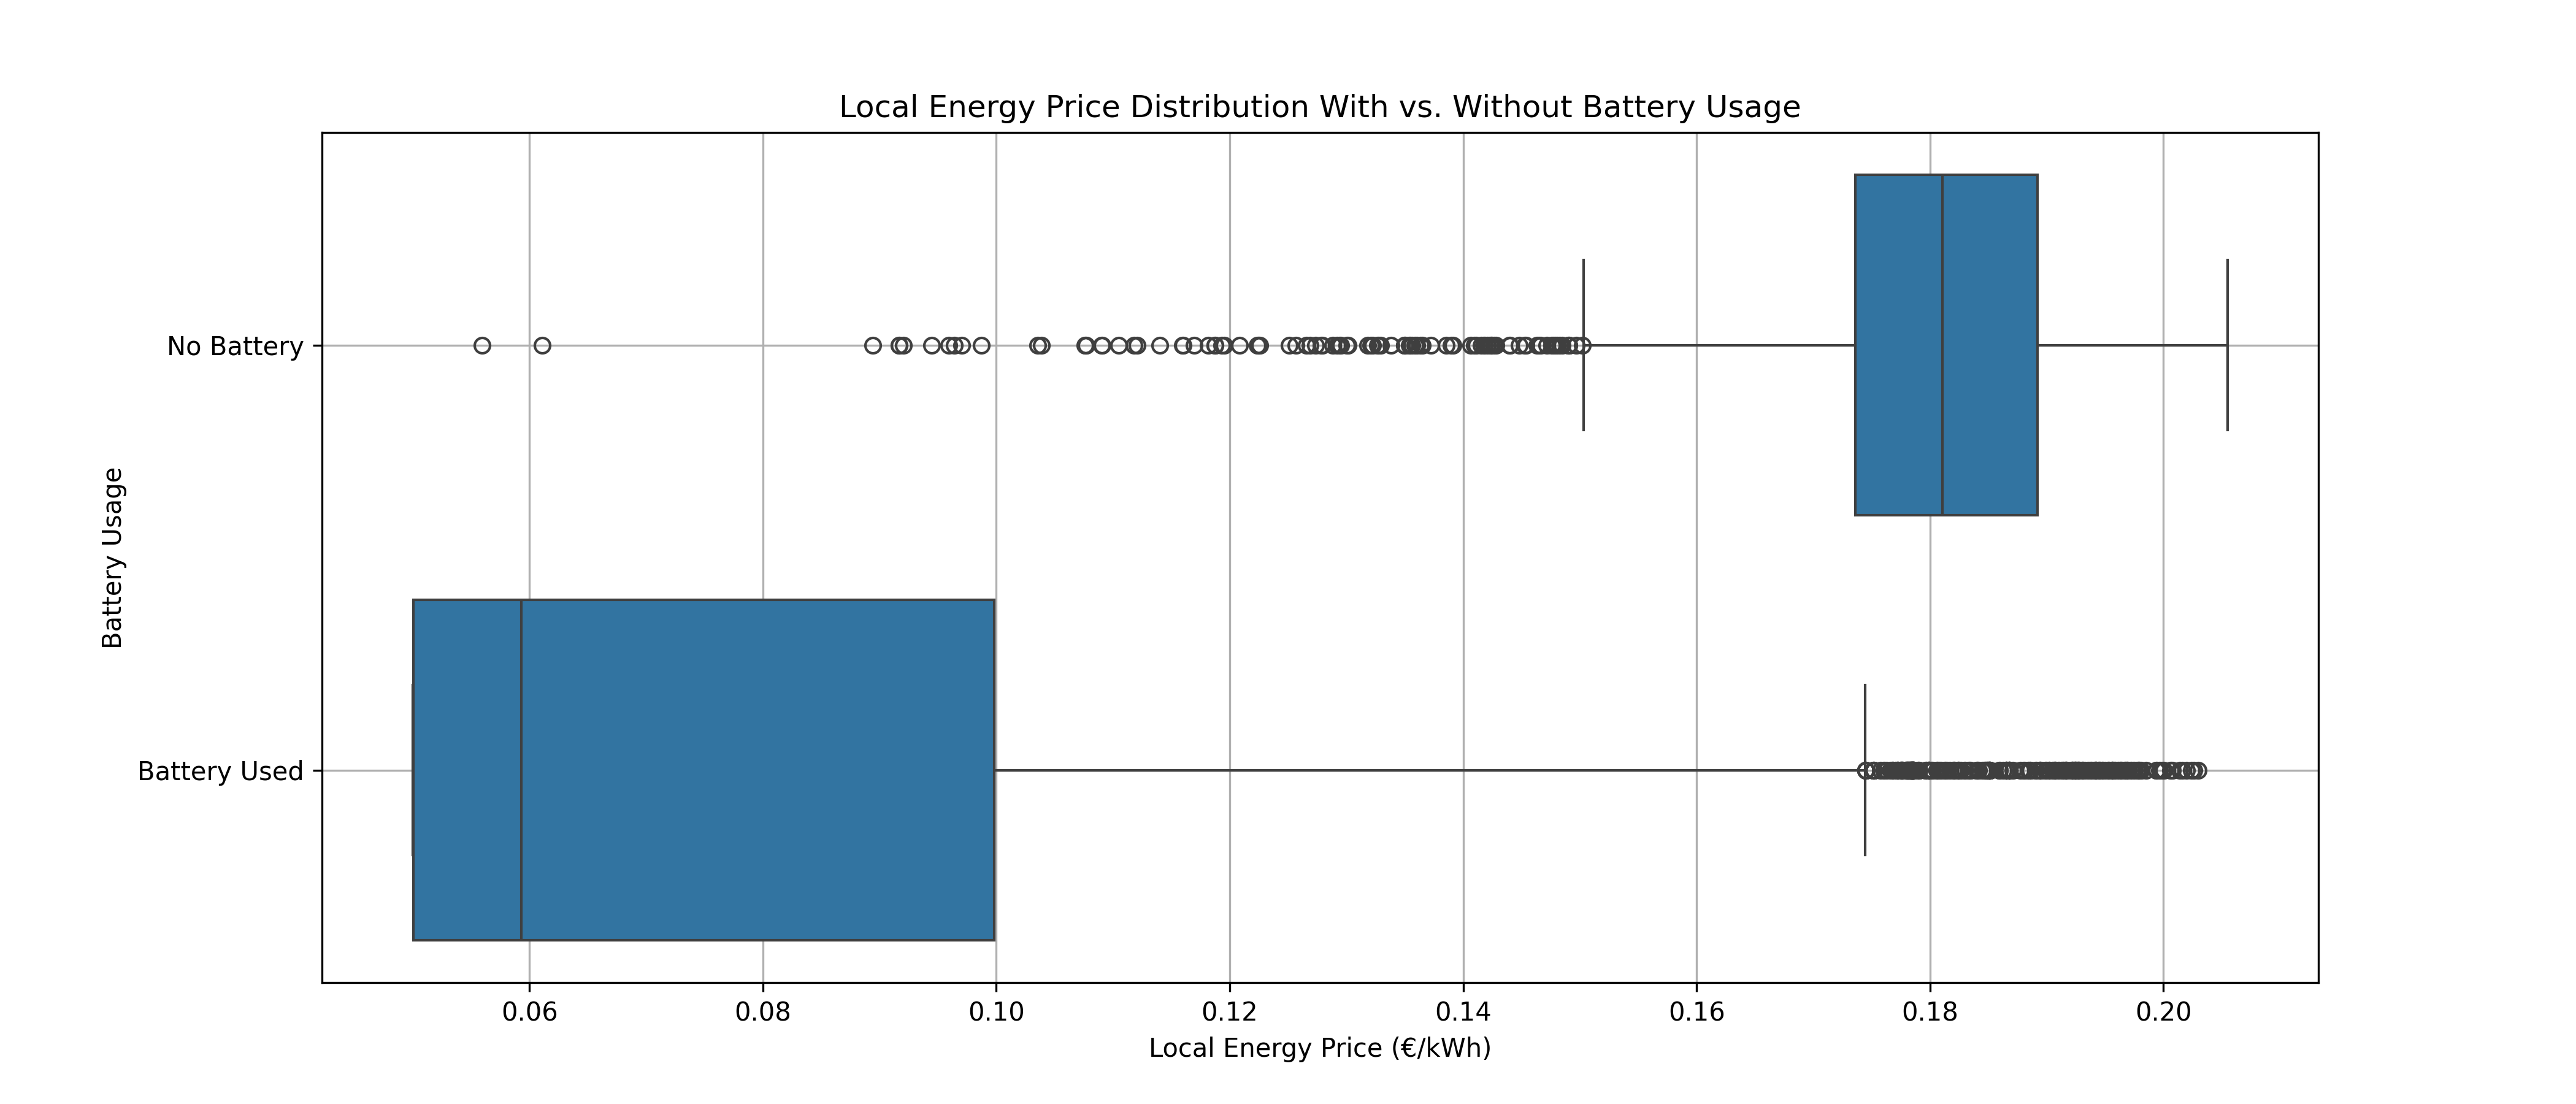 Local Energy Price Distribution With vs. Without Battery Usage
Battery Usage
No Battery
Battery Used
0.06 0.08 0.10 0.12 0.14 0.16 0.18 0.20
Local Energy Price (€/kWh)